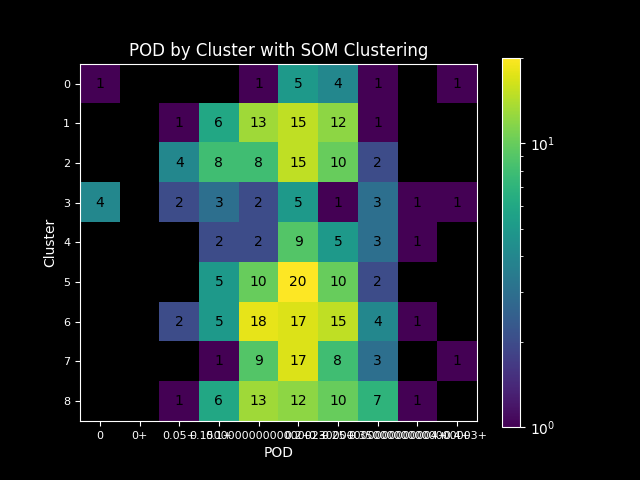 POD by Cluster with SOM Clustering
0 1 1 5 4 1 1
1 1 6 13 15 12 1
2 4 8 8 15 10 2
3 4 2 3 2 5 1 3 1 1
4 2 2 9 5 3 1
5 5 10 20 10 2
6 2 5 18 17 15 4 1
7 1 9 17 8 3 1
8 1 6 13 12 10 7 1
0 0+ 0.05+
POD
Cluster
10¹
10⁰